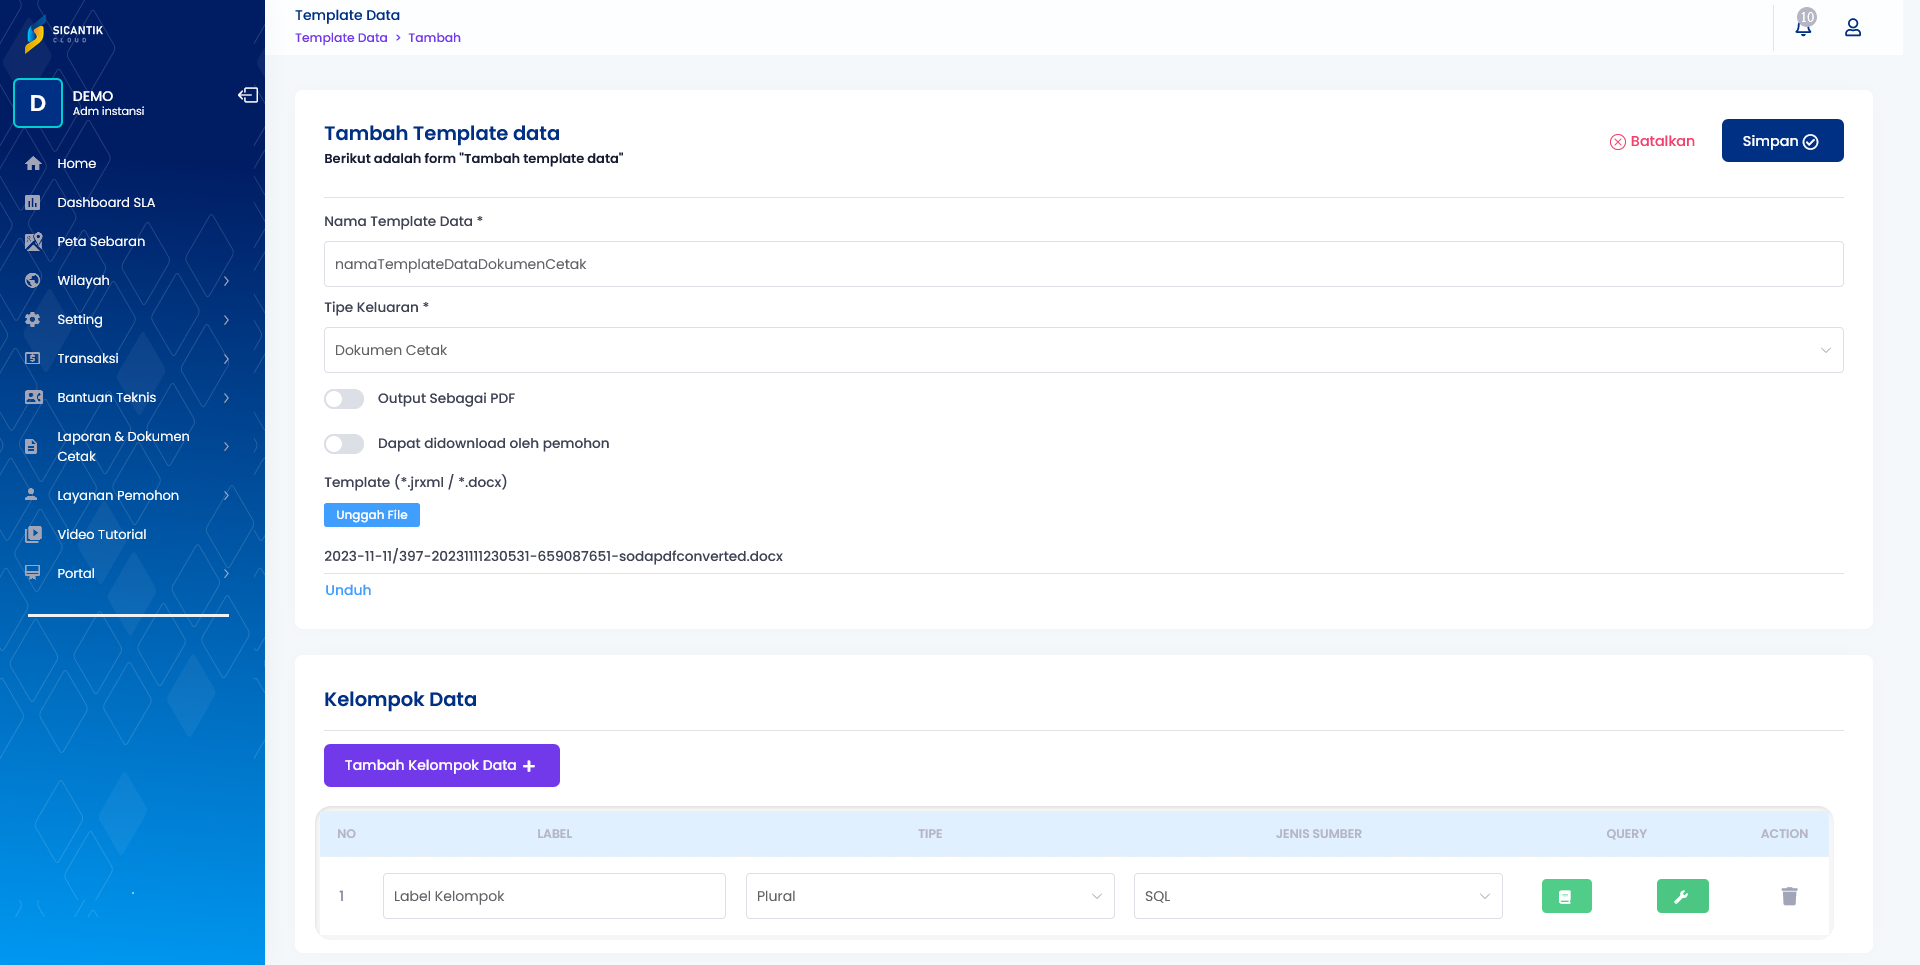 SICANTIK
CLOUD
D
DEMO
Adm instansi
Home
Dashboard SLA
Peta Sebaran
Wilayah
Setting
Transaksi
Bantuan Teknis
Laporan & Dokumen
Cetak
Layanan Pemohon
Video Tutorial
Portal
Template Data
Template Data > Tambah
10
Tambah Template data
Berikut adalah form "Tambah template data"
Batalkan
Simpan
Nama Template Data *
namaTemplateDataDokumenCetak
Tipe Keluaran *
Dokumen Cetak
Output Sebagai PDF
Dapat didownload oleh pemohon
Template (*.jrxml / *.docx)
Unggah File
2023-11-11/397-20231111230531-659087651-sodapdfconverted.docx
Unduh
Kelompok Data
Tambah Kelompok Data +
NO LABEL TIPE JENIS SUMBER QUERY ACTION
1 Label Kelompok Plural SQL